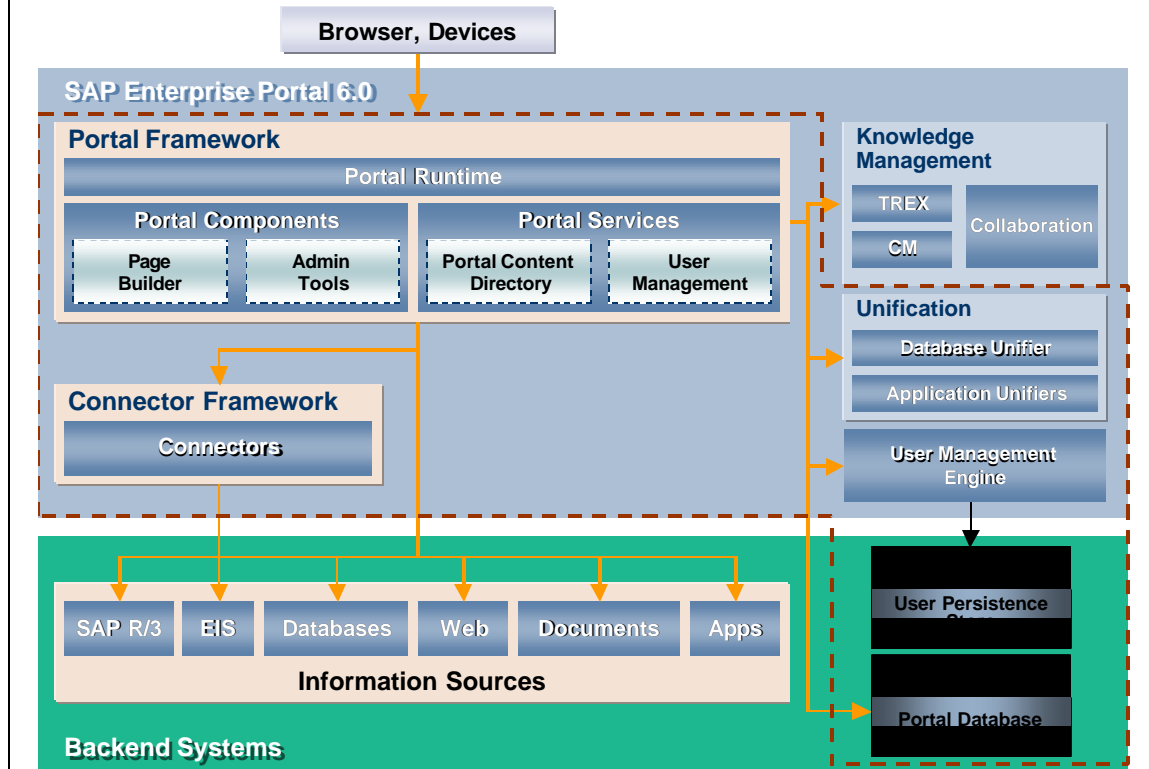 Browser, Devices
SAP Enterprise Portal 6.0
Portal Framework
Portal Runtime
Portal Components
Portal Services
Page
Builder
Admin
Tools
Portal Content
Directory
User
Management
Knowledge
Management
TREX
CM
Collaboration
Unification
Database Unifier
Application Unifiers
Connector Framework
Connectors
User Management
Engine
SAP R/3
EIS
Databases
Web
Documents
Apps
Information Sources
User Persistence
Portal Database
Backend Systems